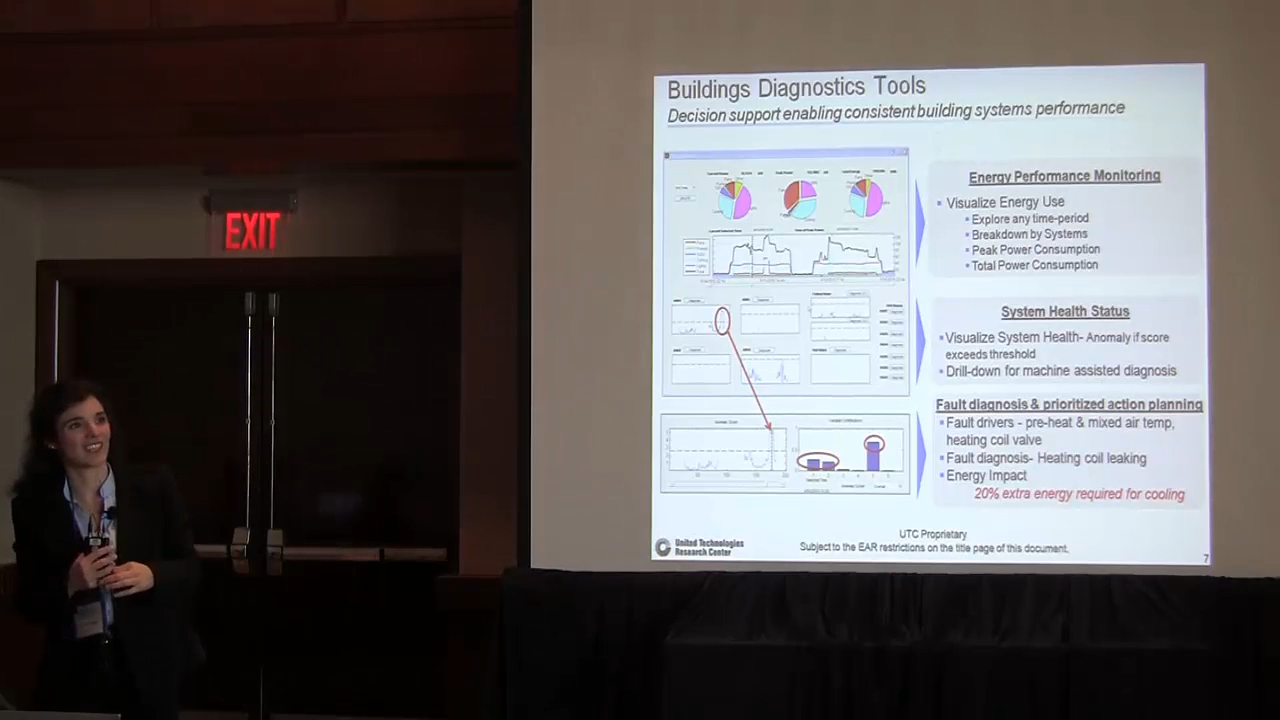 EXIT
Buildings Diagnostics Tools
Decision support enabling consistent building systems performance
Energy Performance Monitoring
Visualize Energy Use
Explore any time-period
Breakdown by Systems
Peak Power Consumption
Total Power Consumption
System Health Status
Visualize System Health- Anomaly if score
exceeds threshold
Drill-down for machine assisted diagnosis
Fault diagnosis & prioritized action planning
Fault drivers - pre-heat & mixed air temp,
heating coil valve
Fault diagnosis- Heating coil leaking
Energy Impact
20% extra energy required for cooling
United Technologies
Research Center
UTC Proprietary
Subject to the EAR restrictions on the title page of this document.
7